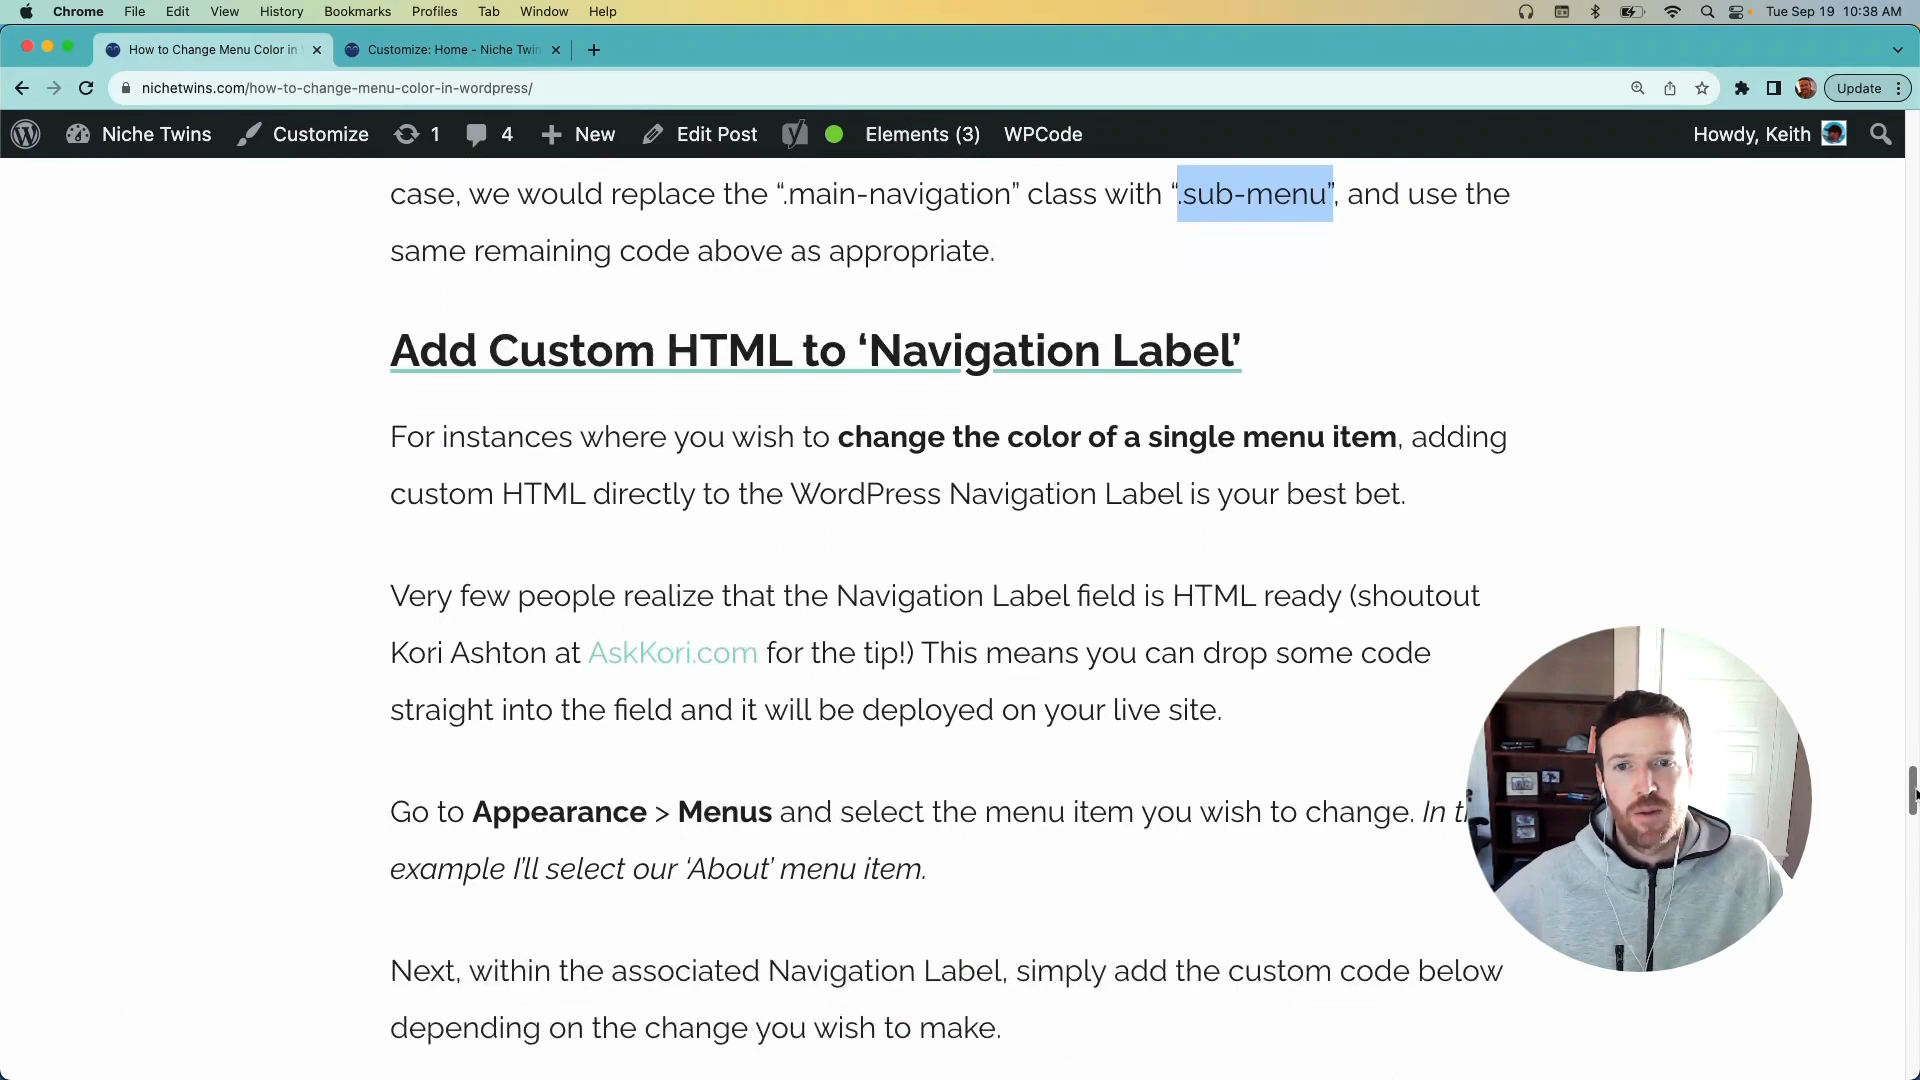 Chrome File Edit View History Bookmarks Profiles Tab Window Help Tue Sep 19 10:38 AM
How to Change Menu Color in Customize: Home - Niche Twin
nichetwins.com/how-to-change-menu-color-in-wordpress/ Update
Niche Twins Customize 1 4 New Edit Post Elements (3) WPCode Howdy, Keith
case, we would replace the “.main-navigation” class with “.sub-menu”, and use the
same remaining code above as appropriate.
Add Custom HTML to ‘Navigation Label’
For instances where you wish to change the color of a single menu item, adding
custom HTML directly to the WordPress Navigation Label is your best bet.
Very few people realize that the Navigation Label field is HTML ready (shoutout
Kori Ashton at AskKori.com for the tip!) This means you can drop some code
straight into the field and it will be deployed on your live site.
Go to Appearance > Menus and select the menu item you wish to change. In
example I’ll select our ‘About’ menu item.
Next, within the associated Navigation Label, simply add the custom code below
depending on the change you wish to make.